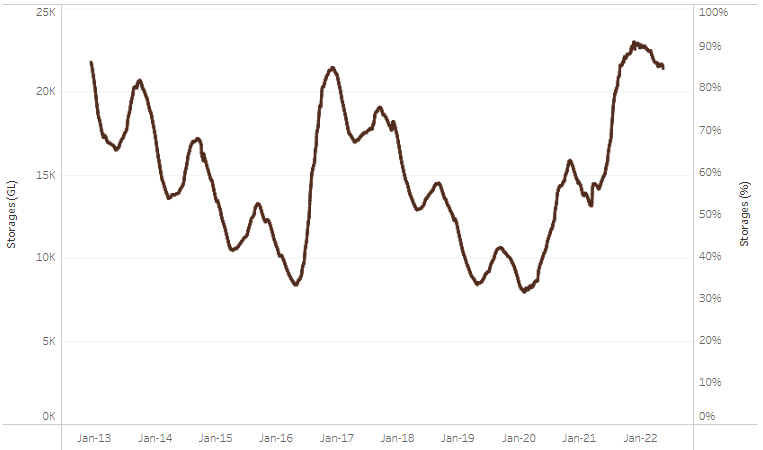 25K
20K
15K
10K
5K
0K
Storages (GL)
100%
90%
80%
70%
60%
50%
40%
30%
20%
10%
0%
Storages (%)
Jan-13 Jan-14 Jan-15 Jan-16 Jan-17 Jan-18 Jan-19 Jan-20 Jan-21 Jan-22